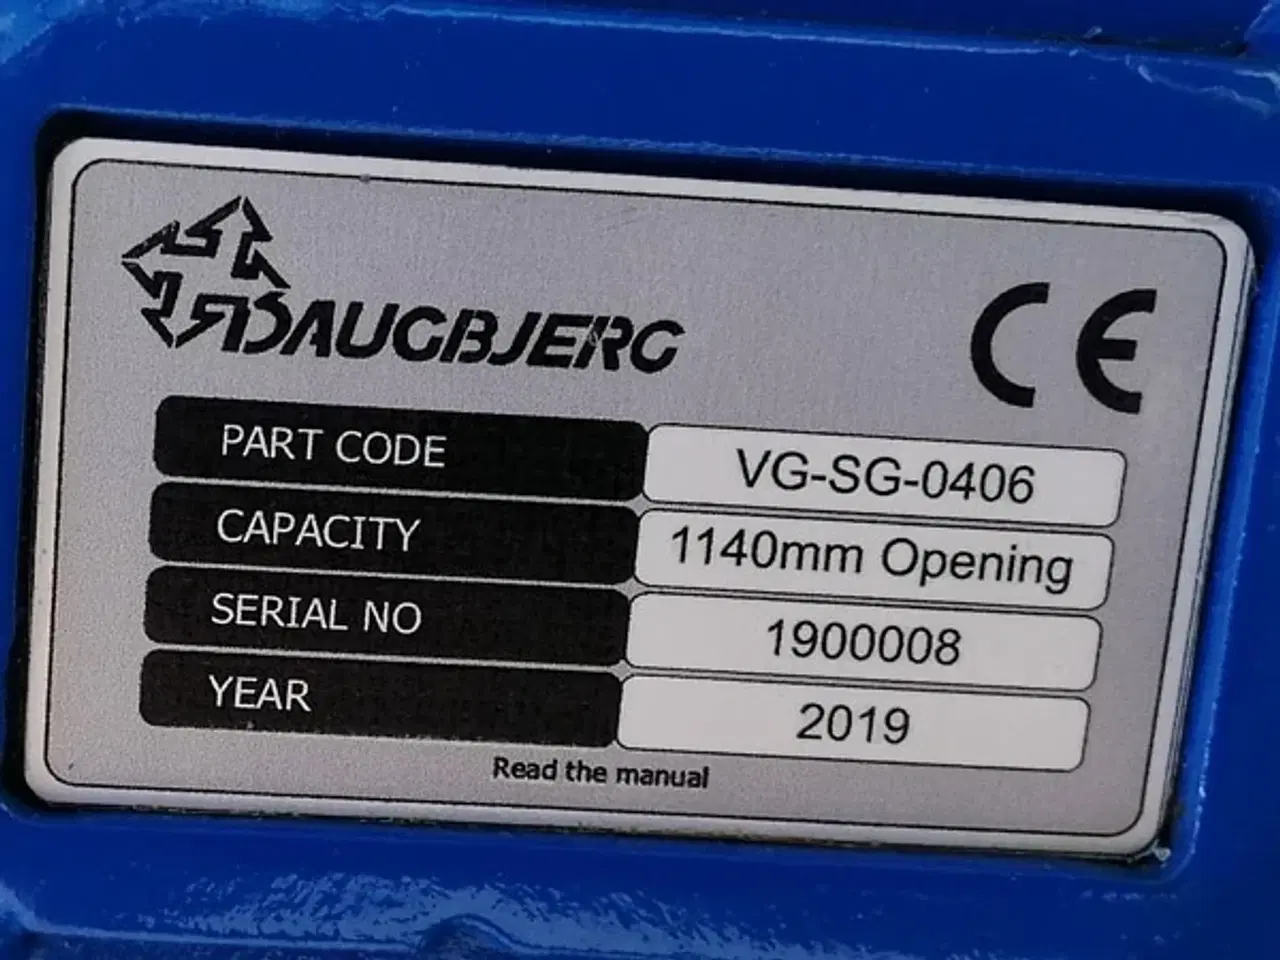 DAUGBJERG
CE
PART CODE VG-SG-0406
CAPACITY 1140mm Opening
SERIAL NO 1900008
YEAR 2019
Read the manual